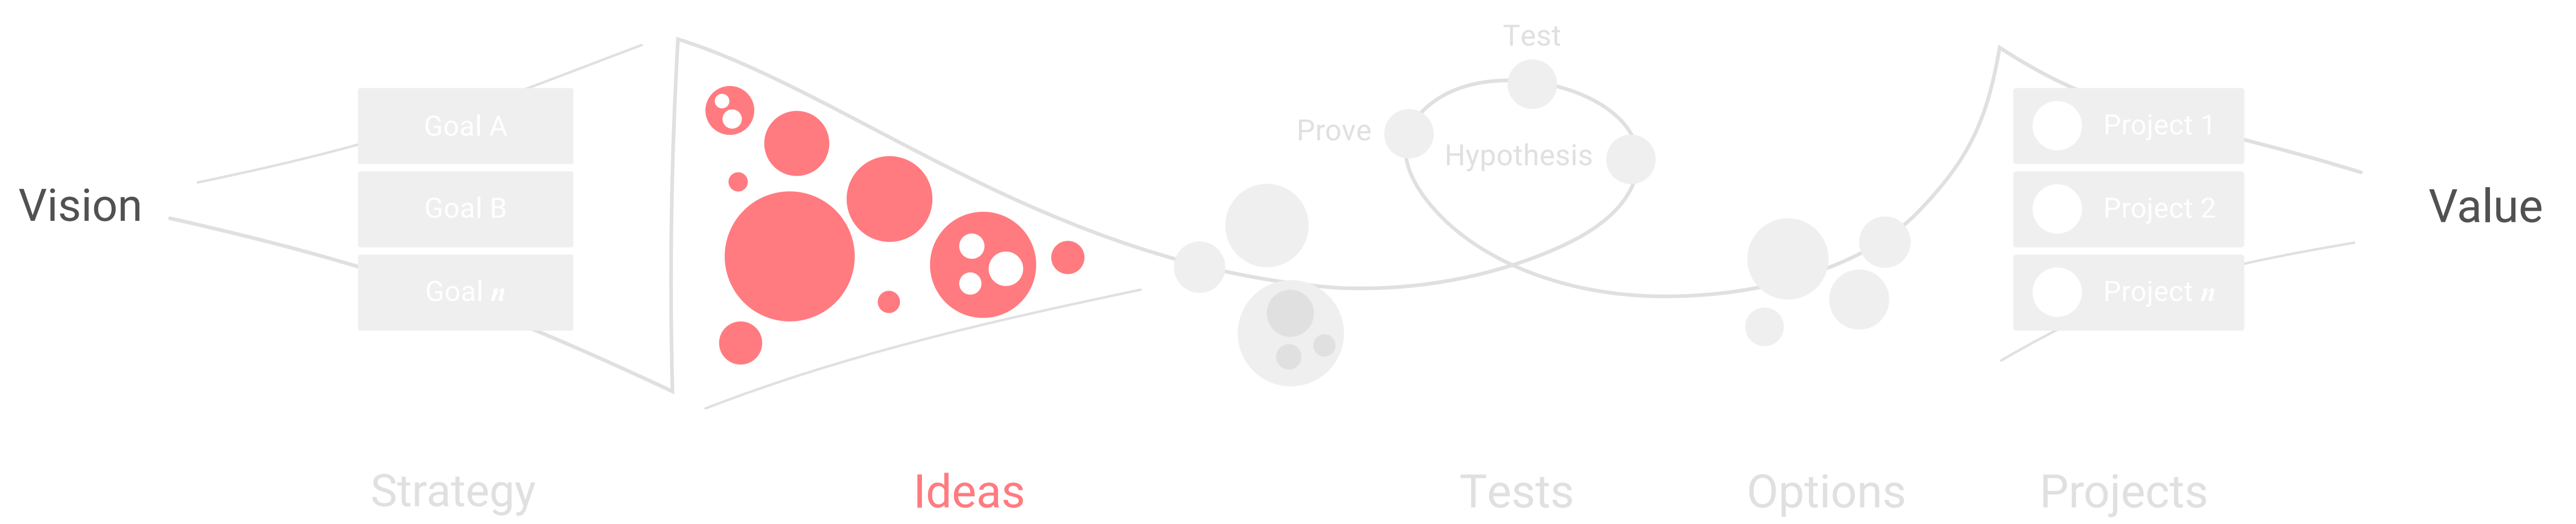 Vision
Goal A
Goal B
Goal n
Test
Prove
Hypothesis
Project 1
Project 2
Project n
Value
Strategy
Ideas
Tests
Options
Projects